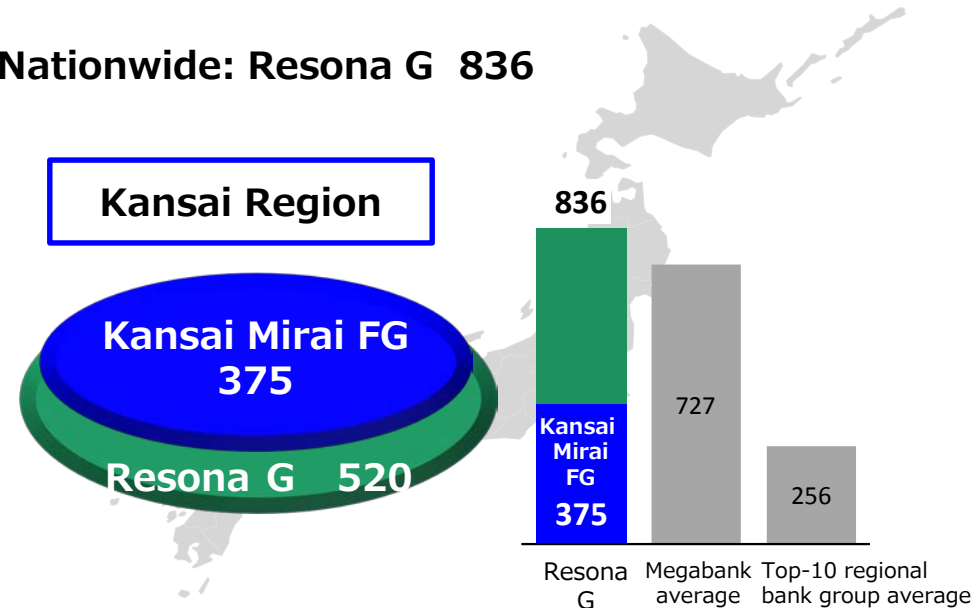 Nationwide: Resona G 836
Kansai Region
Kansai Mirai FG
375
Resona G 520
836
Kansai
Mirai
FG
375
727
256
Resona
G
Megabank
average
Top-10 regional
bank group average